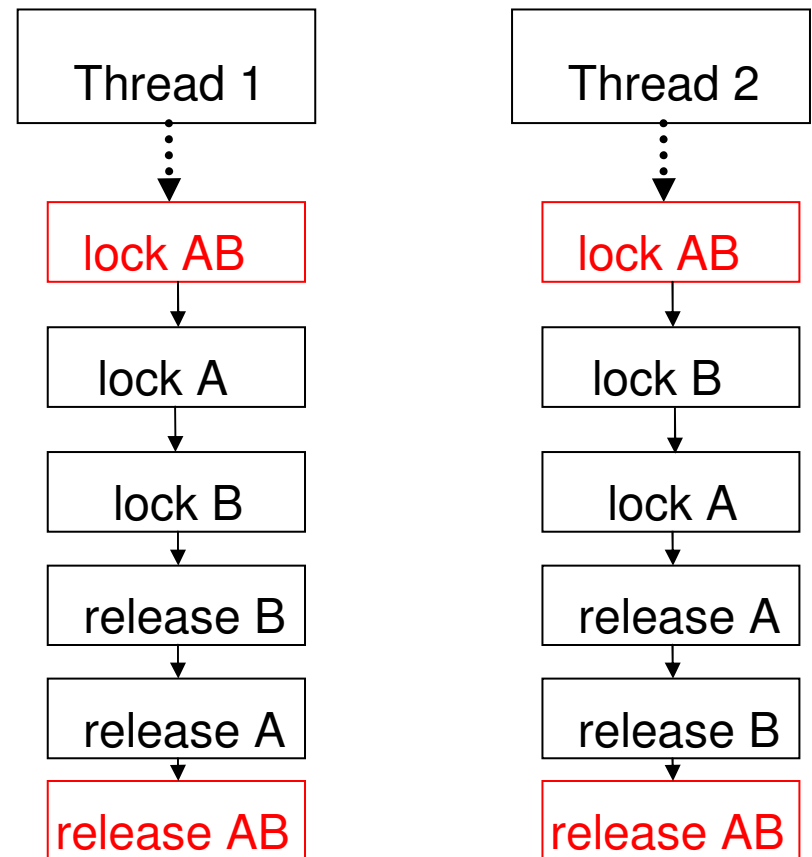 Thread 1
lock AB
lock A
lock B
release B
release A
release AB
Thread 2
lock AB
lock B
lock A
release A
release B
release AB